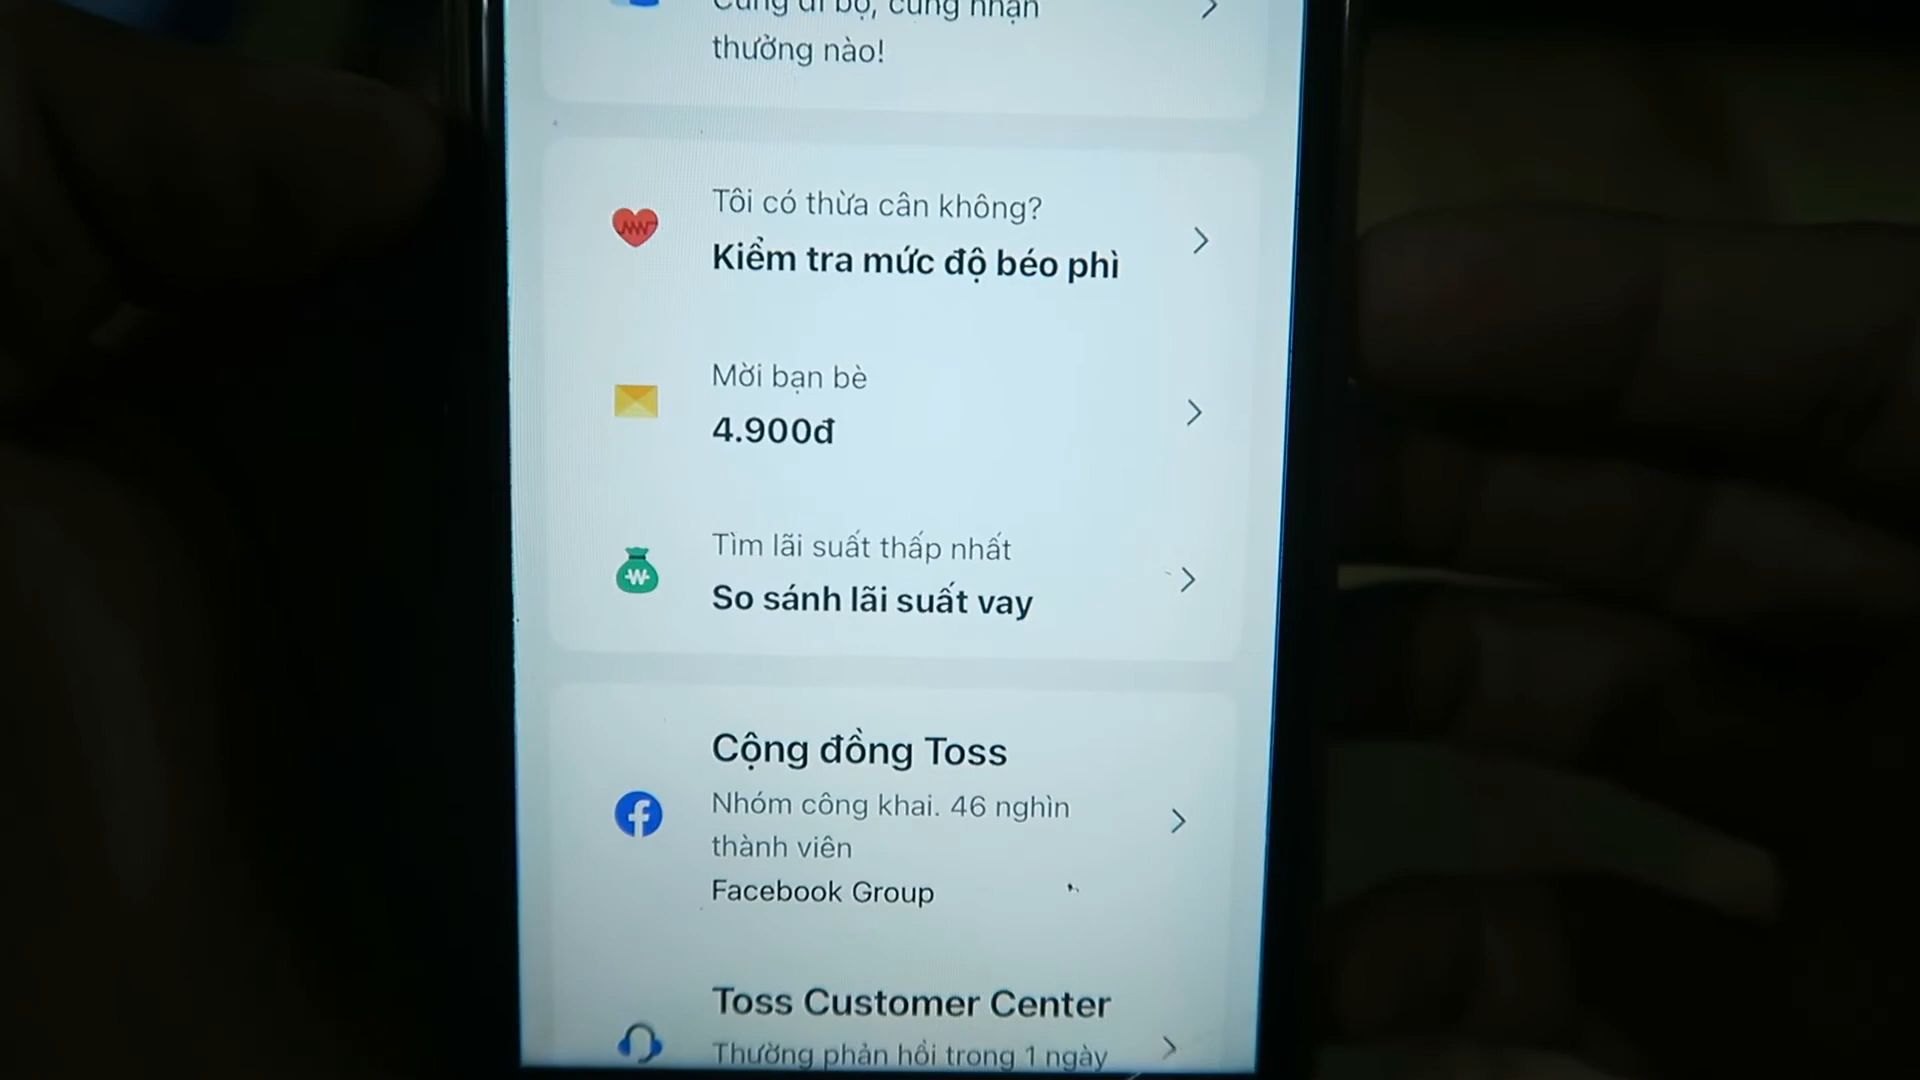 Cùng đi bộ, cùng nhận
thưởng nào!
Tôi có thừa cân không?
Kiểm tra mức độ béo phì
Mời bạn bè
4.900đ
Tìm lãi suất thấp nhất
So sánh lãi suất vay
Cộng đồng Toss
Nhóm công khai. 46 nghìn
thành viên
Facebook Group
Toss Customer Center
Thường phản hồi trong 1 ngày